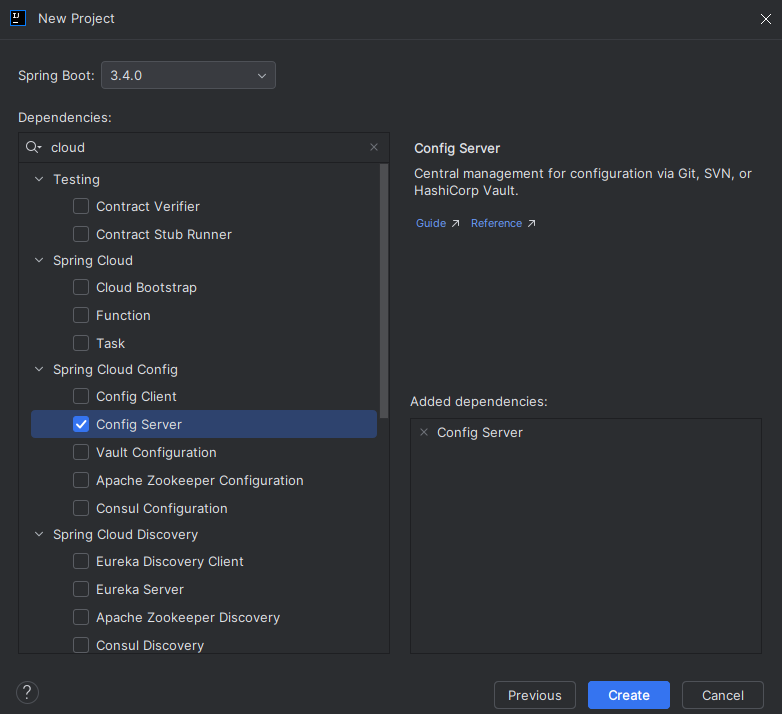 New Project
Spring Boot: 3.4.0
Dependencies:
cloud
Testing
Contract Verifier
Contract Stub Runner
Spring Cloud
Cloud Bootstrap
Function
Task
Spring Cloud Config
Config Client
Config Server
Vault Configuration
Apache Zookeeper Configuration
Consul Configuration
Spring Cloud Discovery
Eureka Discovery Client
Eureka Server
Apache Zookeeper Discovery
Consul Discovery
Config Server
Central management for configuration via Git, SVN, or
HashiCorp Vault.
Guide ↗ Reference ↗
Added dependencies:
Config Server
?
Previous
Create
Cancel